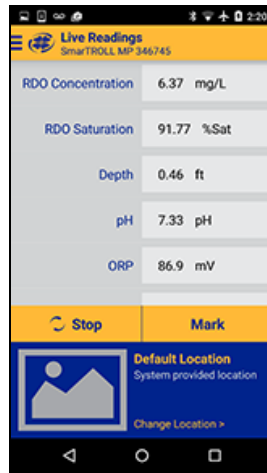 2:20
Live Readings
SmarTROLL MP 346745
RDO Concentration 6.37 mg/L
RDO Saturation 91.77 %Sat
Depth 0.46 ft
pH 7.33 pH
ORP 86.9 mV
Stop Mark
Default Location
System provided location
Change Location >